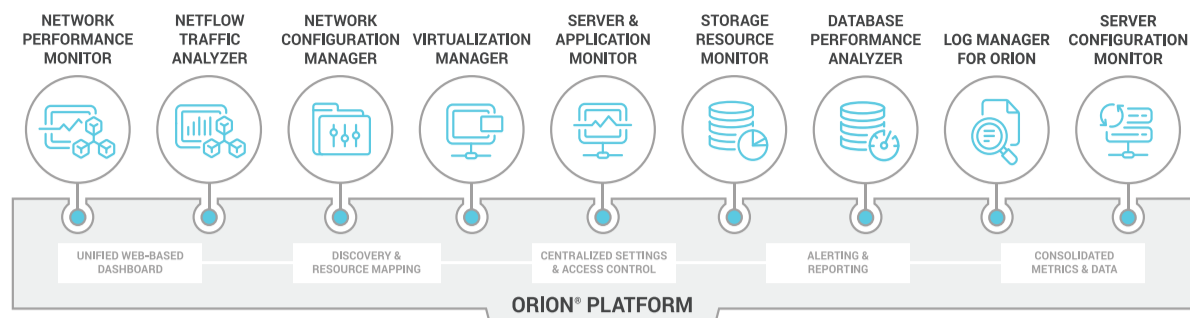 NETWORK
PERFORMANCE
MONITOR
NETFLOW
TRAFFIC
ANALYZER
NETWORK
CONFIGURATION
MANAGER
VIRTUALIZATION
MANAGER
SERVER &
APPLICATION
MONITOR
STORAGE
RESOURCE
MONITOR
DATABASE
PERFORMANCE
ANALYZER
LOG MANAGER
FOR ORION
SERVER
CONFIGURATION
MONITOR
UNIFIED WEB-BASED
DASHBOARD
DISCOVERY &
RESOURCE MAPPING
CENTRALIZED SETTINGS
& ACCESS CONTROL
ALERTING &
REPORTING
CONSOLIDATED
METRICS & DATA
ORION® PLATFORM